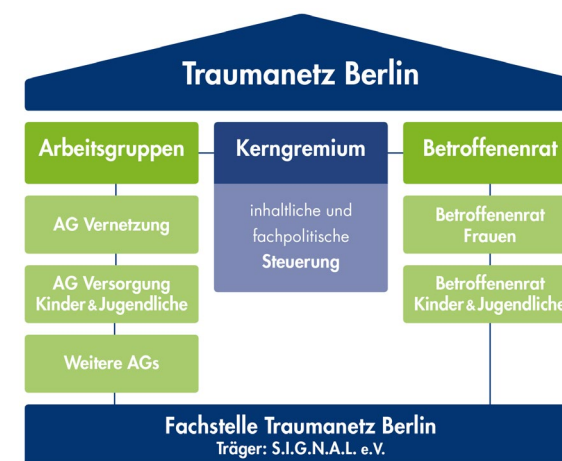 Traumanetz Berlin
Arbeitsgruppen
AG Vernetzung
AG Versorgung
Kinder & Jugendliche
Weitere AGs
Kerngremium
inhaltliche und
fachpolitische
Steuerung
Betroffenenrat
Betroffenenrat
Frauen
Betroffenenrat
Kinder & Jugendliche
Fachstelle Traumanetz Berlin
Träger: S.I.G.N.A.L. e.V.